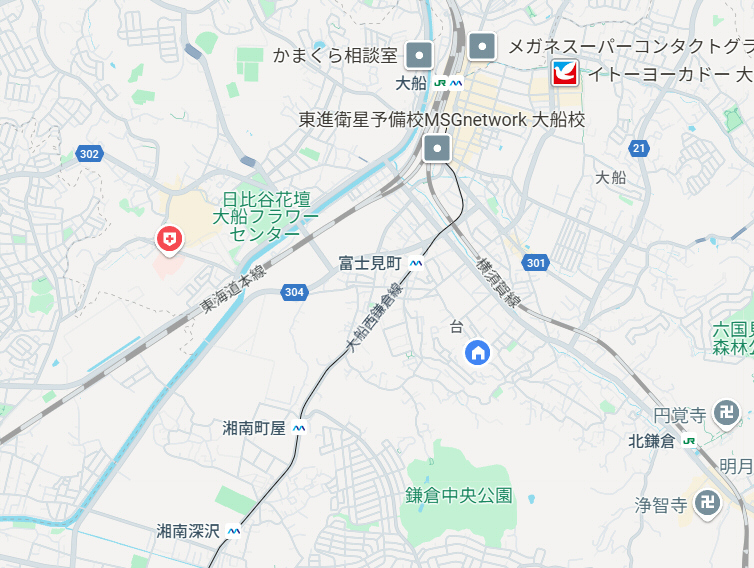 かまくら相談室
メガネスーパーコンタクトグラ
大船
JR
イトーヨーカドー 大
東進衛星予備校MSGnetwork 大船校
302
21
大船
日比谷花壇
大船フラワー
センター
富士見町
301
横須賀線
東海道本線
304
大船西鎌倉線
台
六国見
森林公
湘南町屋
円覚寺
卍
北鎌倉
JR
明月
鎌倉中央公園
浄智寺
卍
湘南深沢